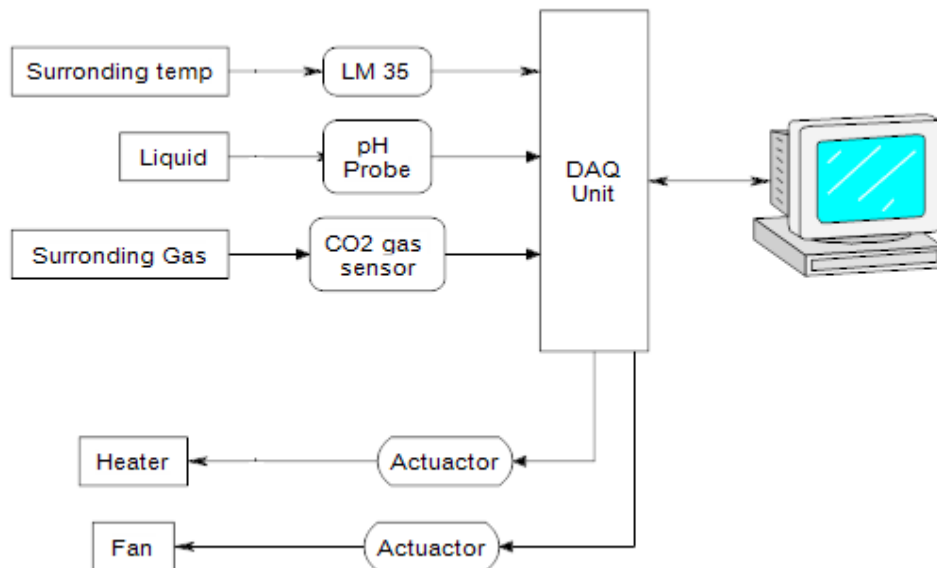 Surronding temp
LM 35
Liquid
pH
Probe
DAQ
Unit
Surronding Gas
CO2 gas
sensor
Heater
Actuactor
Fan
Actuactor